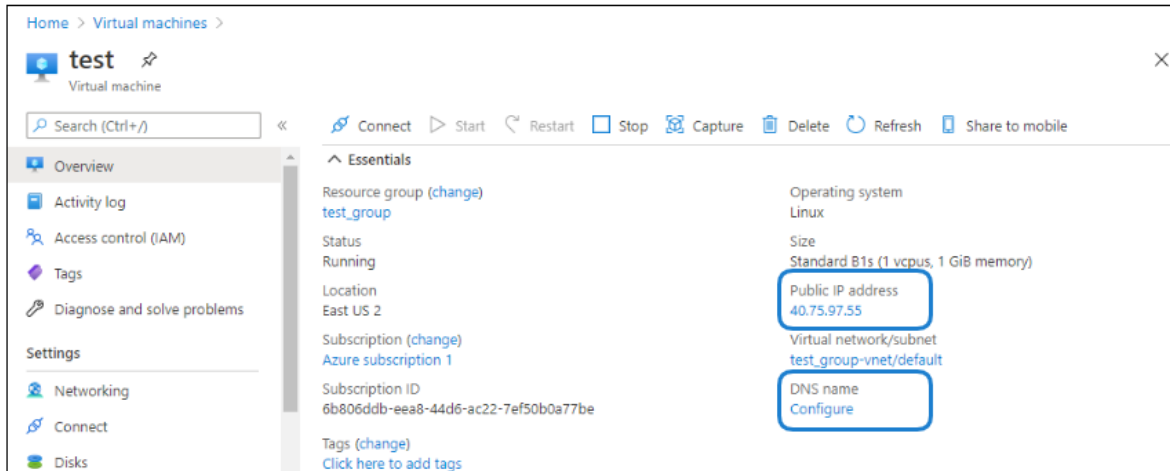 Home > Virtual machines >
test
Virtual machine
Search (Ctrl+/)
«
Connect Start Restart Stop Capture Delete Refresh Share to mobile
Overview
Activity log
Access control (IAM)
Tags
Diagnose and solve problems
Settings
Networking
Connect
Disks
Essentials
Resource group (change)
test_group
Status
Running
Location
East US 2
Subscription (change)
Azure subscription 1
Subscription ID
6b806ddb-eea8-44d6-ac22-7ef50b0a77be
Tags (change)
Click here to add tags
Operating system
Linux
Size
Standard B1s (1 vcpus, 1 GiB memory)
Public IP address
40.75.97.55
Virtual network/subnet
test_group-vnet/default
DNS name
Configure